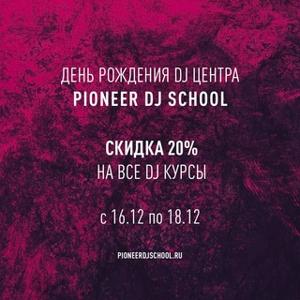 ДЕНЬ РОЖДЕНИЯ DJ ЦЕНТРА
PIONEER DJ SCHOOL
СКИДКА 20%
НА ВСЕ DJ КУРСЫ
с 16.12 по 18.12
PIONEERDJSCHOOL.RU